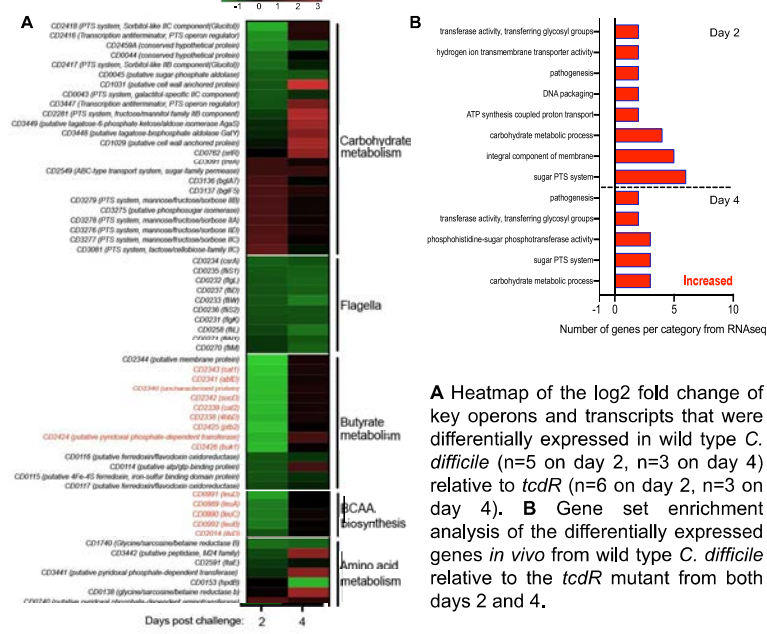 -1 0 1 2 3
A
CD2418 (PTS system, Sorbitol-like IIC component(Glucitol))
CD2416 (Transcription antiterminator, PTS operon regulator)
CD2459A (conserved hypothetical protein)
CD0044 (conserved hypothetical protein)
CD2417 (PTS system, Sorbitol-like IIB component(Glucitol))
CD0045 (putative sugar-phosphate aldolase)
CD1031 (putative cell wall anchored protein)
CD0043 (PTS system, galactitol-specific IIC component)
CD3447 (Transcription antiterminator, PTS operon regulator)
CD2281 (PTS system, fructose/mannitol family IIB component)
CD3449 (putative tagatose-6-phosphate ketose/aldose isomerase AgaS)
CD3448 (putative tagatose-bisphosphate aldolase GatY)
CD1029 (putative cell wall anchored protein)
CD0762 (srlR)
CD3091
CD2549 (ABC-type transport system, sugar-family permease)
CD3136 (bglA7)
CD3137 (bglF5)
CD3279 (PTS system, mannose/fructose/sorbose IIB)
CD3275 (putative phosphosugar isomerase)
CD3278 (PTS system, mannose/fructose/sorbose IIA)
CD3276 (PTS system, mannose/fructose/sorbose IID)
CD3277 (PTS system, mannose/fructose/sorbose IIC)
CD3081 (PTS system, lactose/cellobiose-family IIC)
Carbohydrate
metabolism
CD0234 (csrA)
CD0235 (fliS1)
CD0232 (flgL)
CD0237 (fliD)
CD0233 (fliW)
CD0236 (fliS2)
CD0231 (flgK)
CD0258 (fliL)
CD0270 (fliM)
Flagella
CD2344 (putative membrane protein)
CD2343 (cat1)
CD2341 (abfD)
CD2340 (uncharacterised protein)
CD2342 (sucD)
CD2339 (cat2)
CD2338 (4hbD)
CD2425 (ptb2)
CD2424 (putative pyridoxal phosphate-dependent transferase)
CD2426 (buk1)
CD0116 (putative ferredoxin/flavodoxin oxidoreductase)
CD0114 (putative atp/gtp-binding protein)
CD0115 (putative 4Fe-4S ferredoxin, iron-sulfur binding domain protein)
CD0117 (putative ferredoxin/flavodoxin oxidoreductase)
Butyrate
metabolism
CD0991 (leuD)
CD0989 (leuA)
CD0990 (leuC)
CD0992 (leuB)
CD2014 (ilvE)
BCAA
biosynthesis
CD1740 (Glycine/sarcosine/betaine reductase B)
CD3442 (putative peptidase, M24 family)
CD2591 (ltaE)
CD3441 (putative pyridoxal phosphate-dependent transferase)
CD0153 (hpdB)
CD0138 (glycine/sarcosine/betaine reductase b)
CD0740 (putative pyridoxal phosphate-dependent aminotransferase)
Amino acid
metabolism
Days post challenge: 2 4
B
Day 2
transferase activity, transferring glycosyl groups
hydrogen ion transmembrane transporter activity
pathogenesis
DNA packaging
ATP synthesis coupled proton transport
carbohydrate metabolic process
integral component of membrane
sugar PTS system
Day 4
pathogenesis
transferase activity, transferring glycosyl groups
phosphohistidine-sugar phosphotransferase activity
sugar PTS system
carbohydrate metabolic process
Increased
-1 0 5 10
Number of genes per category from RNAseq
A Heatmap of the log2 fold change of
key operons and transcripts that were
differentially expressed in wild type C.
difficile (n=5 on day 2, n=3 on day 4)
relative to tcdR (n=6 on day 2, n=3 on
day 4). B Gene set enrichment
analysis of the differentially expressed
genes in vivo from wild type C. difficile
relative to the tcdR mutant from both
days 2 and 4.